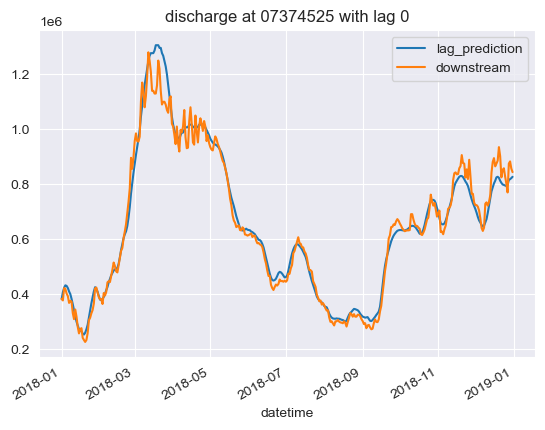 discharge at 07374525 with lag 0
1e6
lag_prediction
downstream
1.2
1.0
0.8
0.6
0.4
0.2
2018-01
2018-03
2018-05
2018-07
2018-09
2018-11
2019-01
datetime